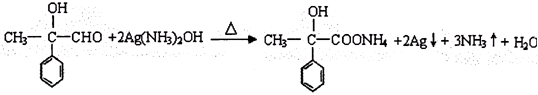 OH OH
CH₃—C—CHO +2Ag(NH₃)₂OH △ CH₃—C—COONH₄ +2Ag↓+ 3NH₃↑ + H₂O